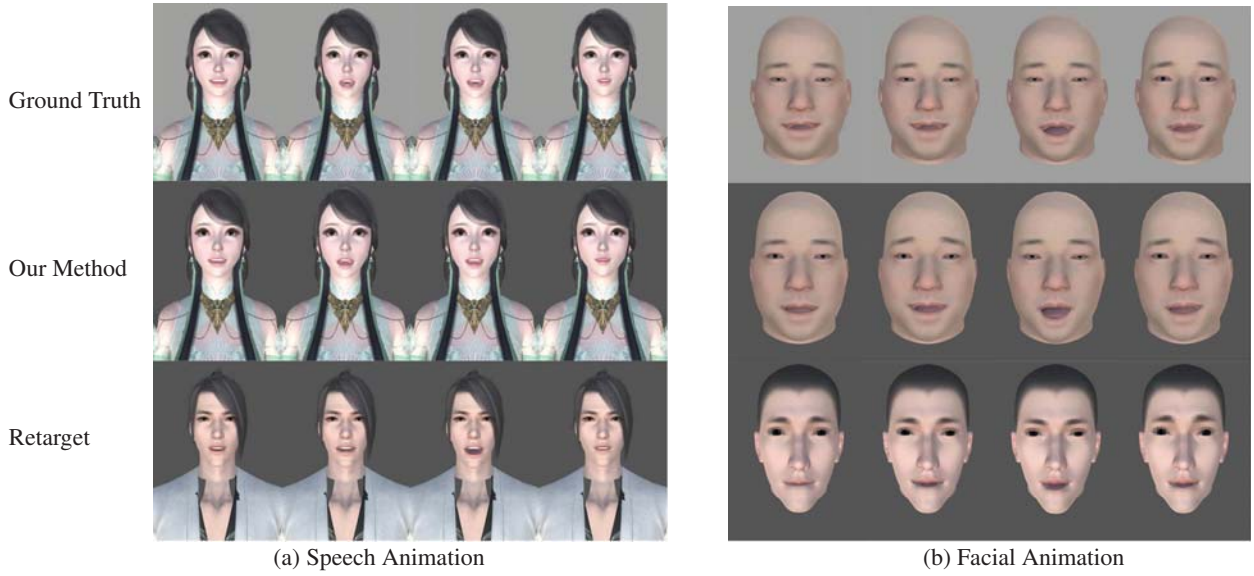 Ground Truth
Our Method
Retarget
(a) Speech Animation
(b) Facial Animation